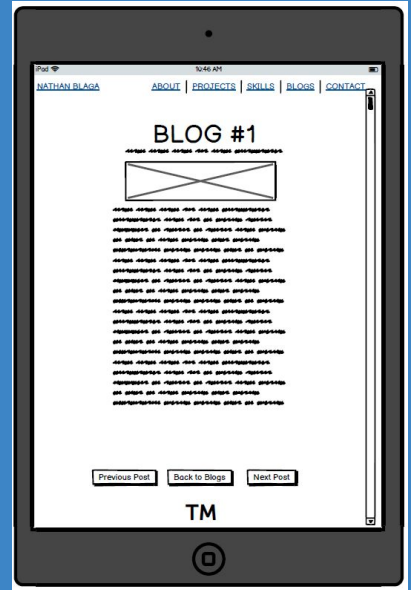 iPad 10:46 AM
NATHAN BLAGA ABOUT | PROJECTS | SKILLS | BLOGS | CONTACT
BLOG #1
Previous Post Back to Blogs Next Post
TM